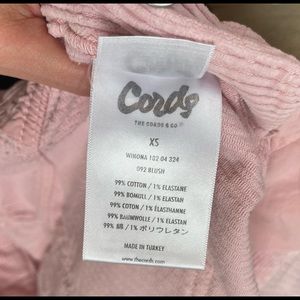 Cords
THE CORDS & CO
XS
WINONA 102 04 324
092 BLUSH
99% COTTON / 1% ELASTANE
99% BOMULL / 1% ELASTAN
99% COTON / 1% ÉLASTHANNE
99% BAUMWOLLE / 1% ELASTAN
99% 綿 / 1% ポリウレタン
MADE IN TURKEY
www.thecords.com